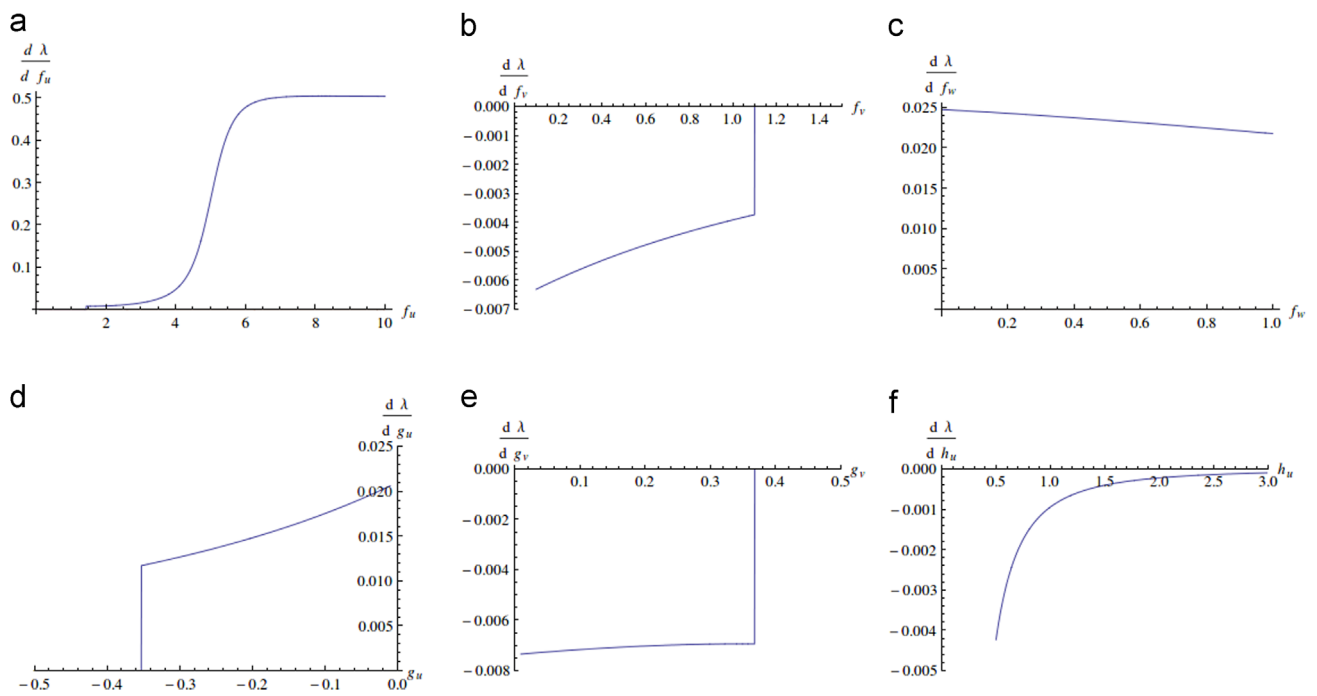 a
d λ
d f_u
0.5
0.4
0.3
0.2
0.1
2 4 6 8 10 f_u
b
d λ
d f_v
0.000
0.2 0.4 0.6 0.8 1.0 1.2 1.4 f_v
−0.001
−0.002
−0.003
−0.004
−0.005
−0.006
−0.007
c
d λ
d f_w
0.025
0.020
0.015
0.010
0.005
0.2 0.4 0.6 0.8 1.0 f_w
d
d λ
d g_u
0.025
0.020
0.015
0.010
0.005
−0.5 −0.4 −0.3 −0.2 −0.1 0.0 g_u
e
d λ
d g_v
0.000
0.1 0.2 0.3 0.4 0.5 g_v
−0.002
−0.004
−0.006
−0.008
f
d λ
d h_u
0.000
0.5 1.0 1.5 2.0 2.5 3.0 h_u
−0.001
−0.002
−0.003
−0.004
−0.005